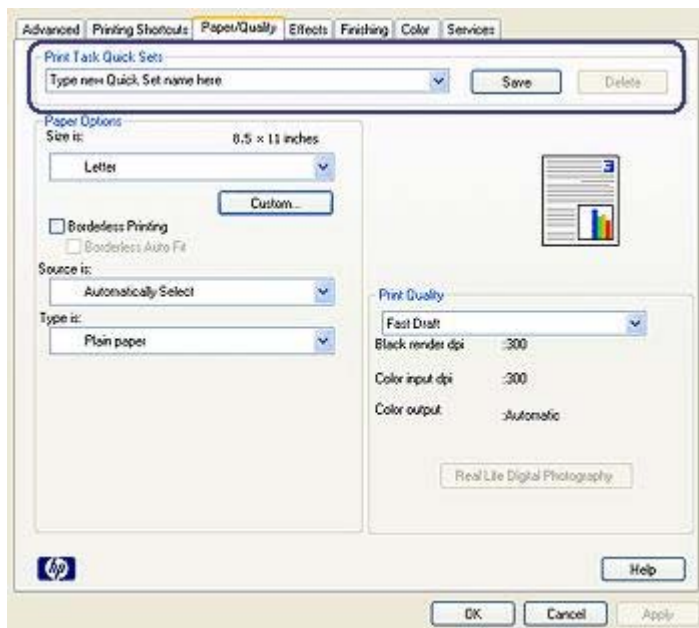 Advanced Printing Shortcuts Paper/Quality Effects Finishing Color Services
Print Task Quick Sets
Type new Quick Set name here Save Delete
Paper Options
Size is: 8.5 × 11 inches
Letter
Custom...
Borderless Printing
Borderless Auto Fit
Source is:
Automatically Select
Type is:
Plain paper
3
Print Quality
Fast Draft
Black render dpi :300
Color input dpi :300
Color output :Automatic
Real Life Digital Photography
hp
Help
OK Cancel Apply